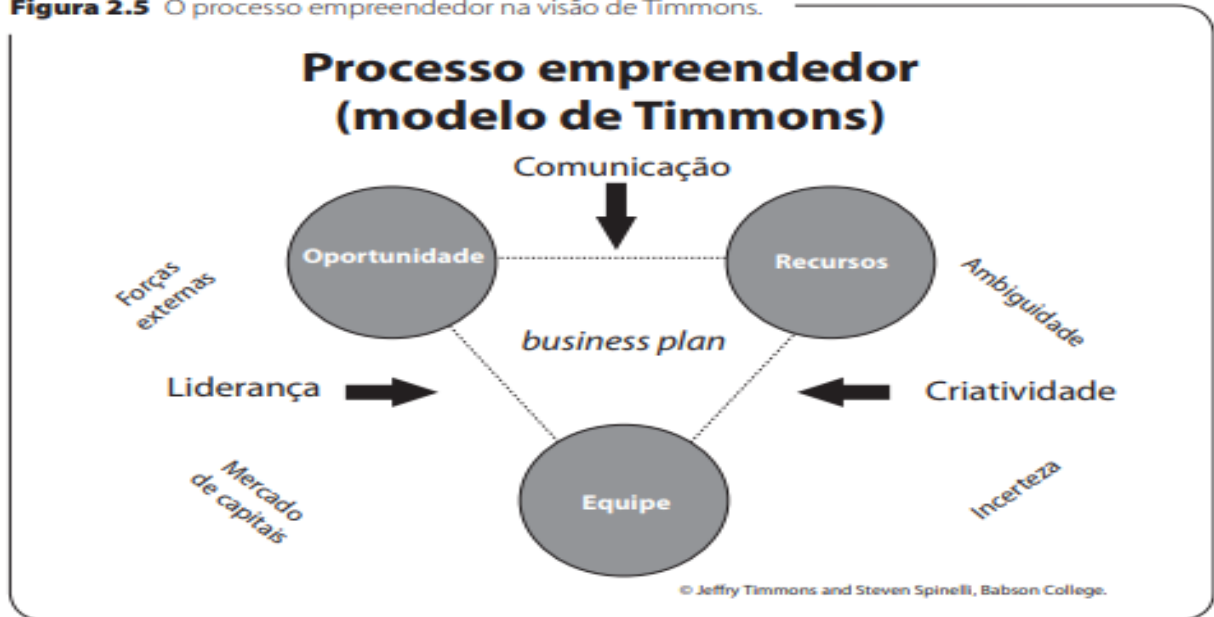 Figura 2.5 O processo empreendedor na visão de Timmons.
Processo empreendedor
(modelo de Timmons)
Comunicação
Oportunidade
Recursos
Forças
externas
Ambiguidade
business plan
Liderança
Criatividade
Mercado
de capitais
Equipe
Incerteza
© Jeffry Timmons and Steven Spinelli, Babson College.